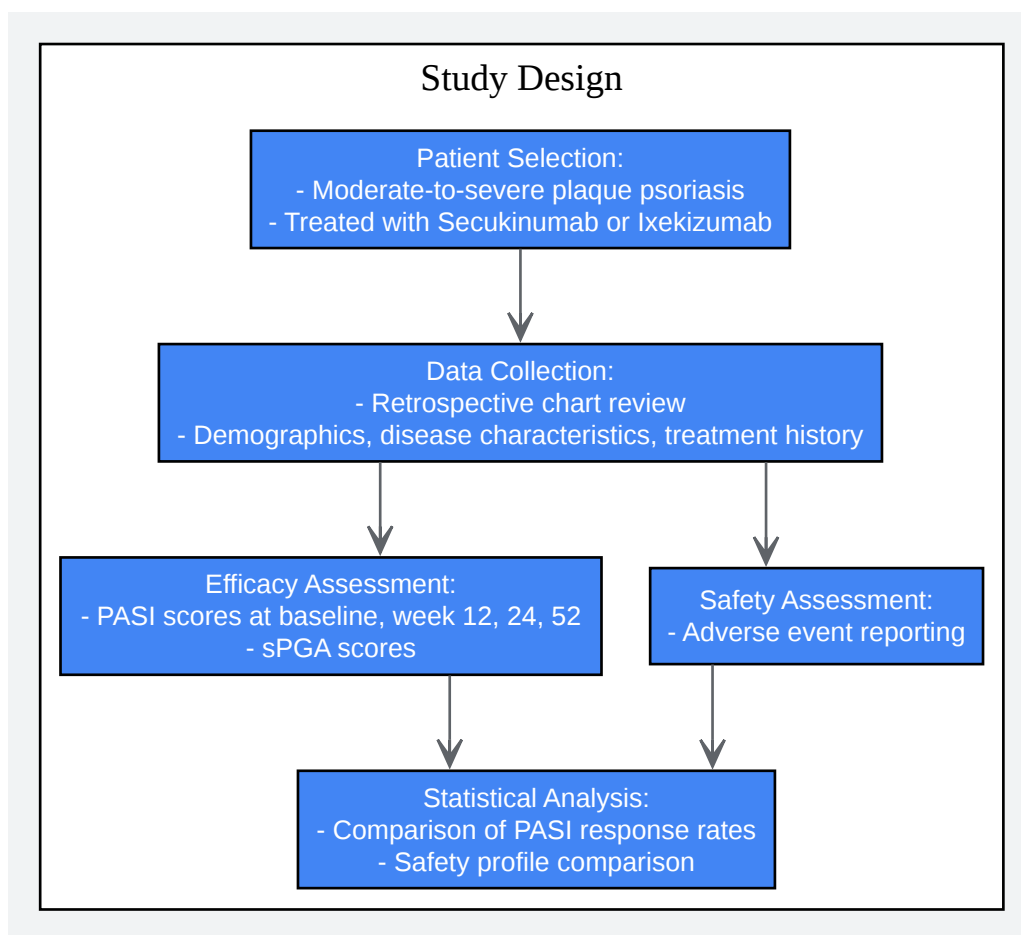 Study Design
Patient Selection:
- Moderate-to-severe plaque psoriasis
- Treated with Secukinumab or Ixekizumab
Data Collection:
- Retrospective chart review
- Demographics, disease characteristics, treatment history
Efficacy Assessment:
- PASI scores at baseline, week 12, 24, 52
- sPGA scores
Safety Assessment:
- Adverse event reporting
Statistical Analysis:
- Comparison of PASI response rates
- Safety profile comparison